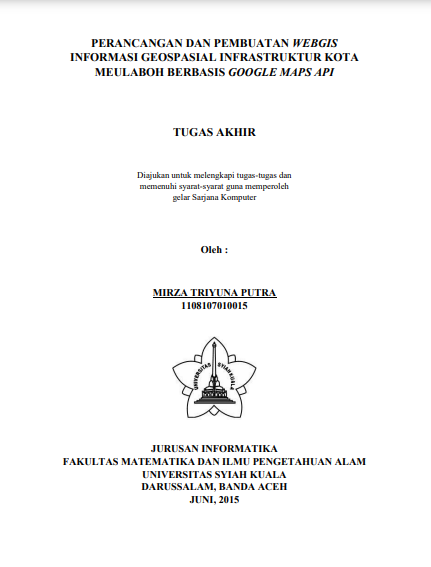 PERANCANGAN DAN PEMBUATAN WEBGIS
INFORMASI GEOSPASIAL INFRASTRUKTUR KOTA
MEULABOH BERBASIS GOOGLE MAPS API
TUGAS AKHIR
Diajukan untuk melengkapi tugas-tugas dan
memenuhi syarat-syarat guna memperoleh
gelar Sarjana Komputer
Oleh :
MIRZA TRIYUNA PUTRA
1108107010015
UNIVERSITAS SYIAH KUALA
JURUSAN INFORMATIKA
FAKULTAS MATEMATIKA DAN ILMU PENGETAHUAN ALAM
UNIVERSITAS SYIAH KUALA
DARUSSALAM, BANDA ACEH
JUNI, 2015